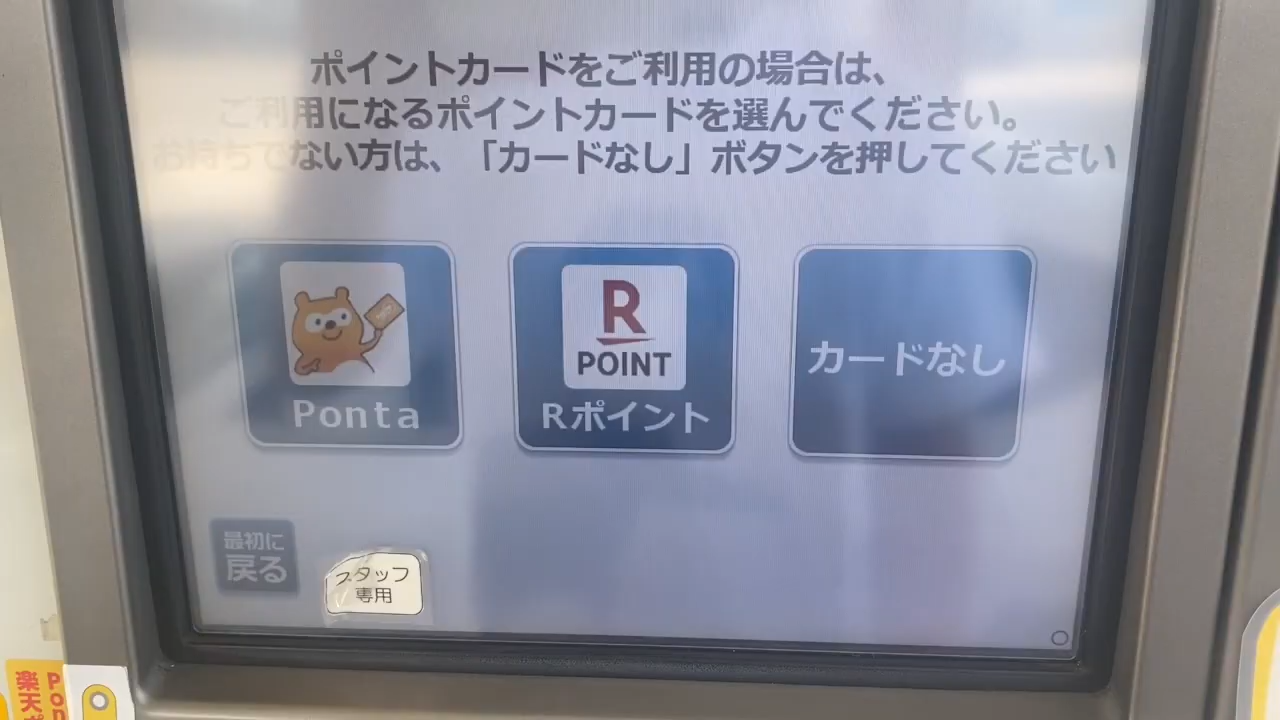 ポイントカードをご利用の場合は、
ご利用になるポイントカードを選んでください。
お持ちでない方は、「カードなし」ボタンを押してください
Ponta
R
POINT
Rポイント
カードなし
最初に
戻る
スタッフ
専用
楽天ポ
Pon